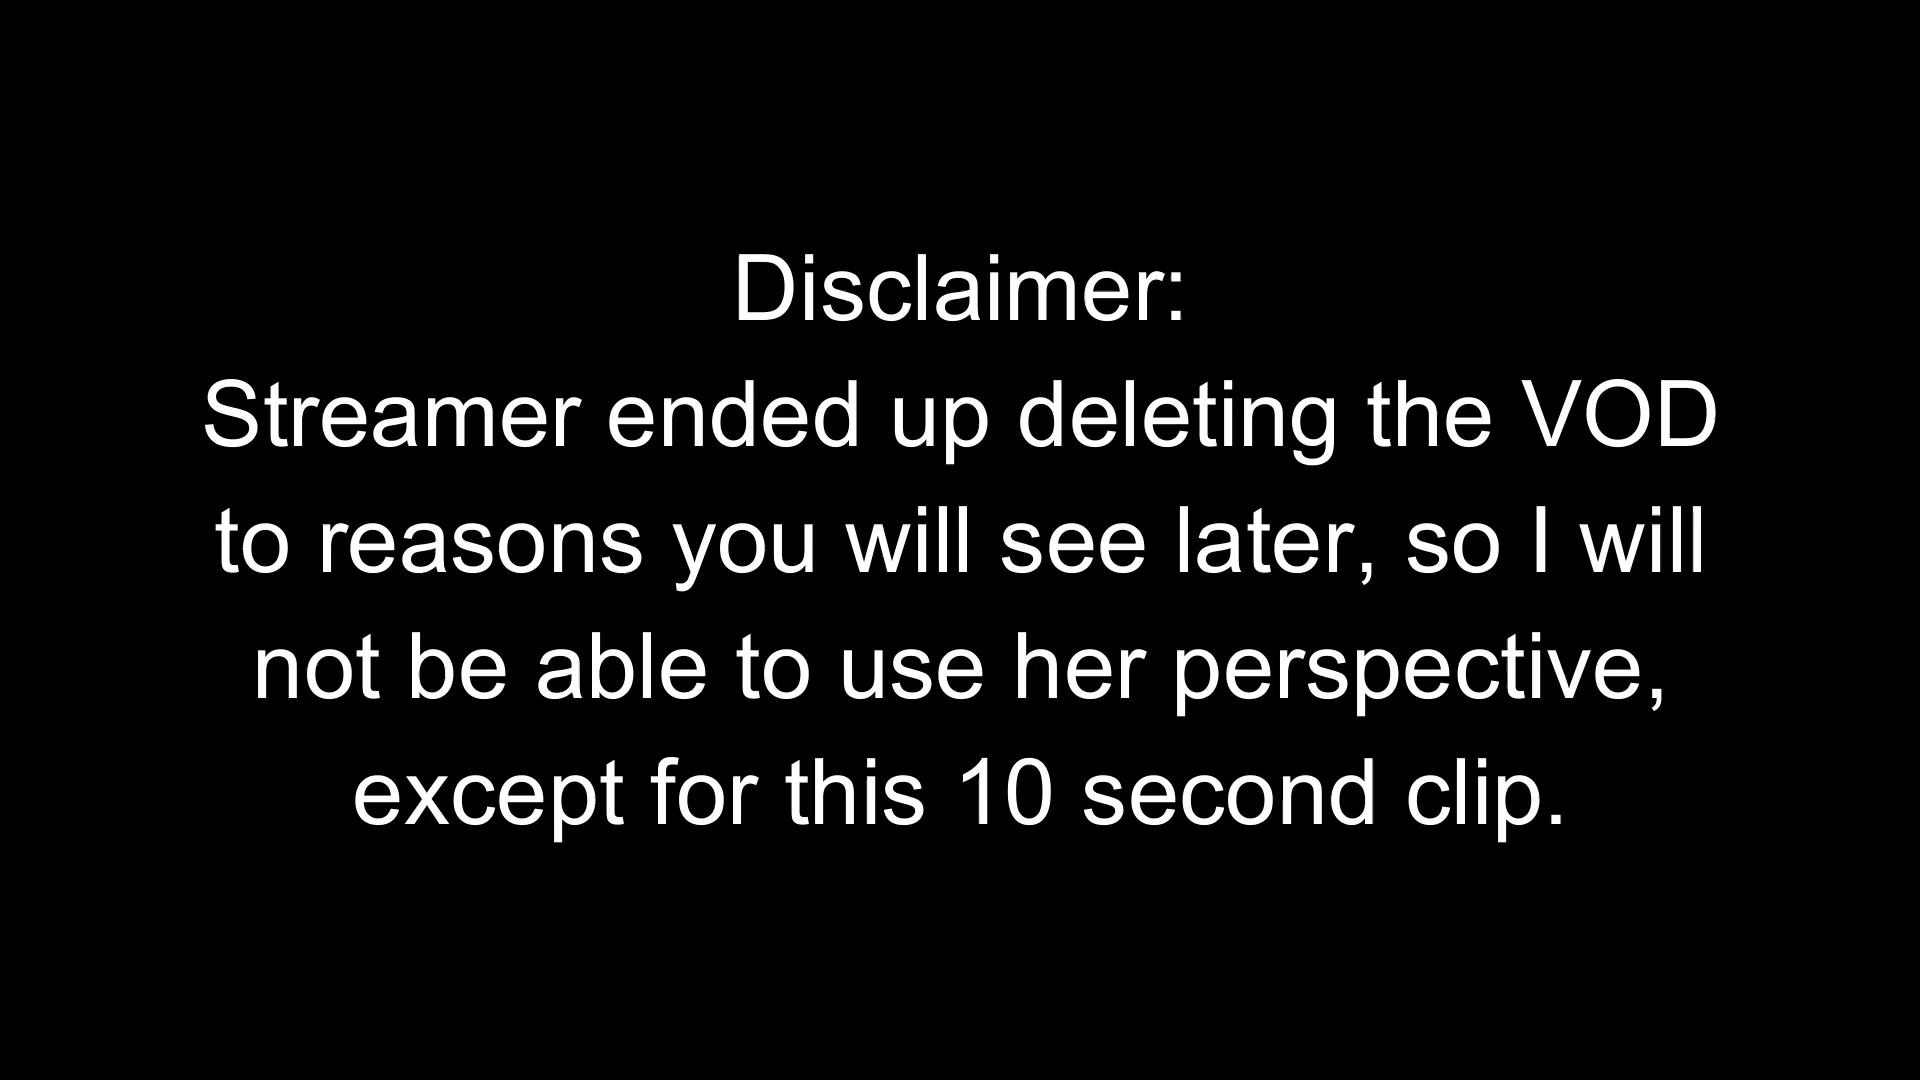 Disclaimer:
Streamer ended up deleting the VOD
to reasons you will see later, so I will
not be able to use her perspective,
except for this 10 second clip.